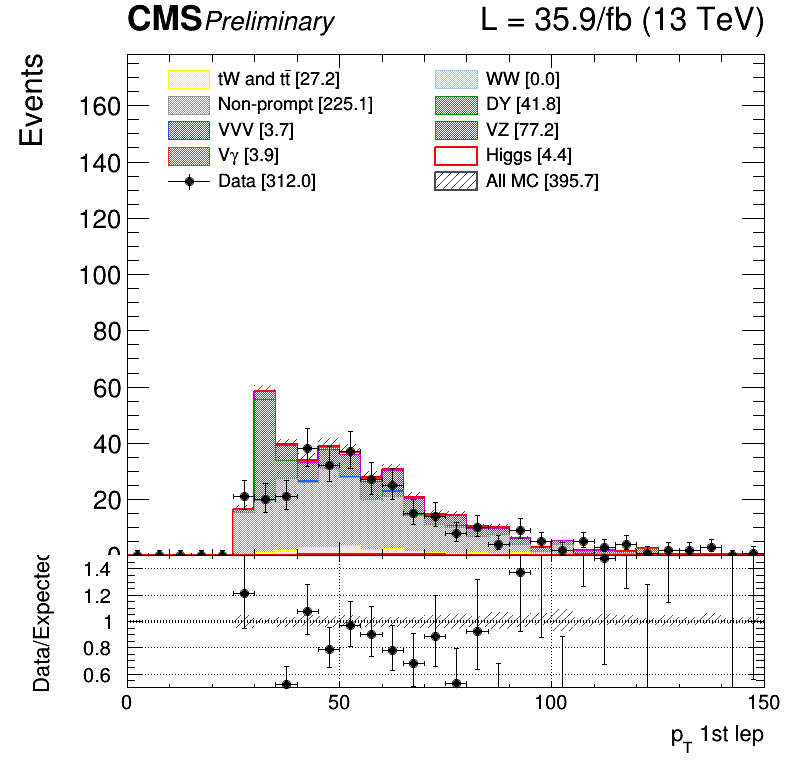 CMS Preliminary L = 35.9/fb (13 TeV)
Events
tW and tt̄ [27.2] WW [0.0]
Non-prompt [225.1] DY [41.8]
VVV [3.7] VZ [77.2]
Vγ [3.9] Higgs [4.4]
Data [312.0] All MC [395.7]
160
140
120
100
80
60
40
20
0
Data/Expected
1.4
1.2
1
0.8
0.6
0 50 100 150
p_T 1st lep